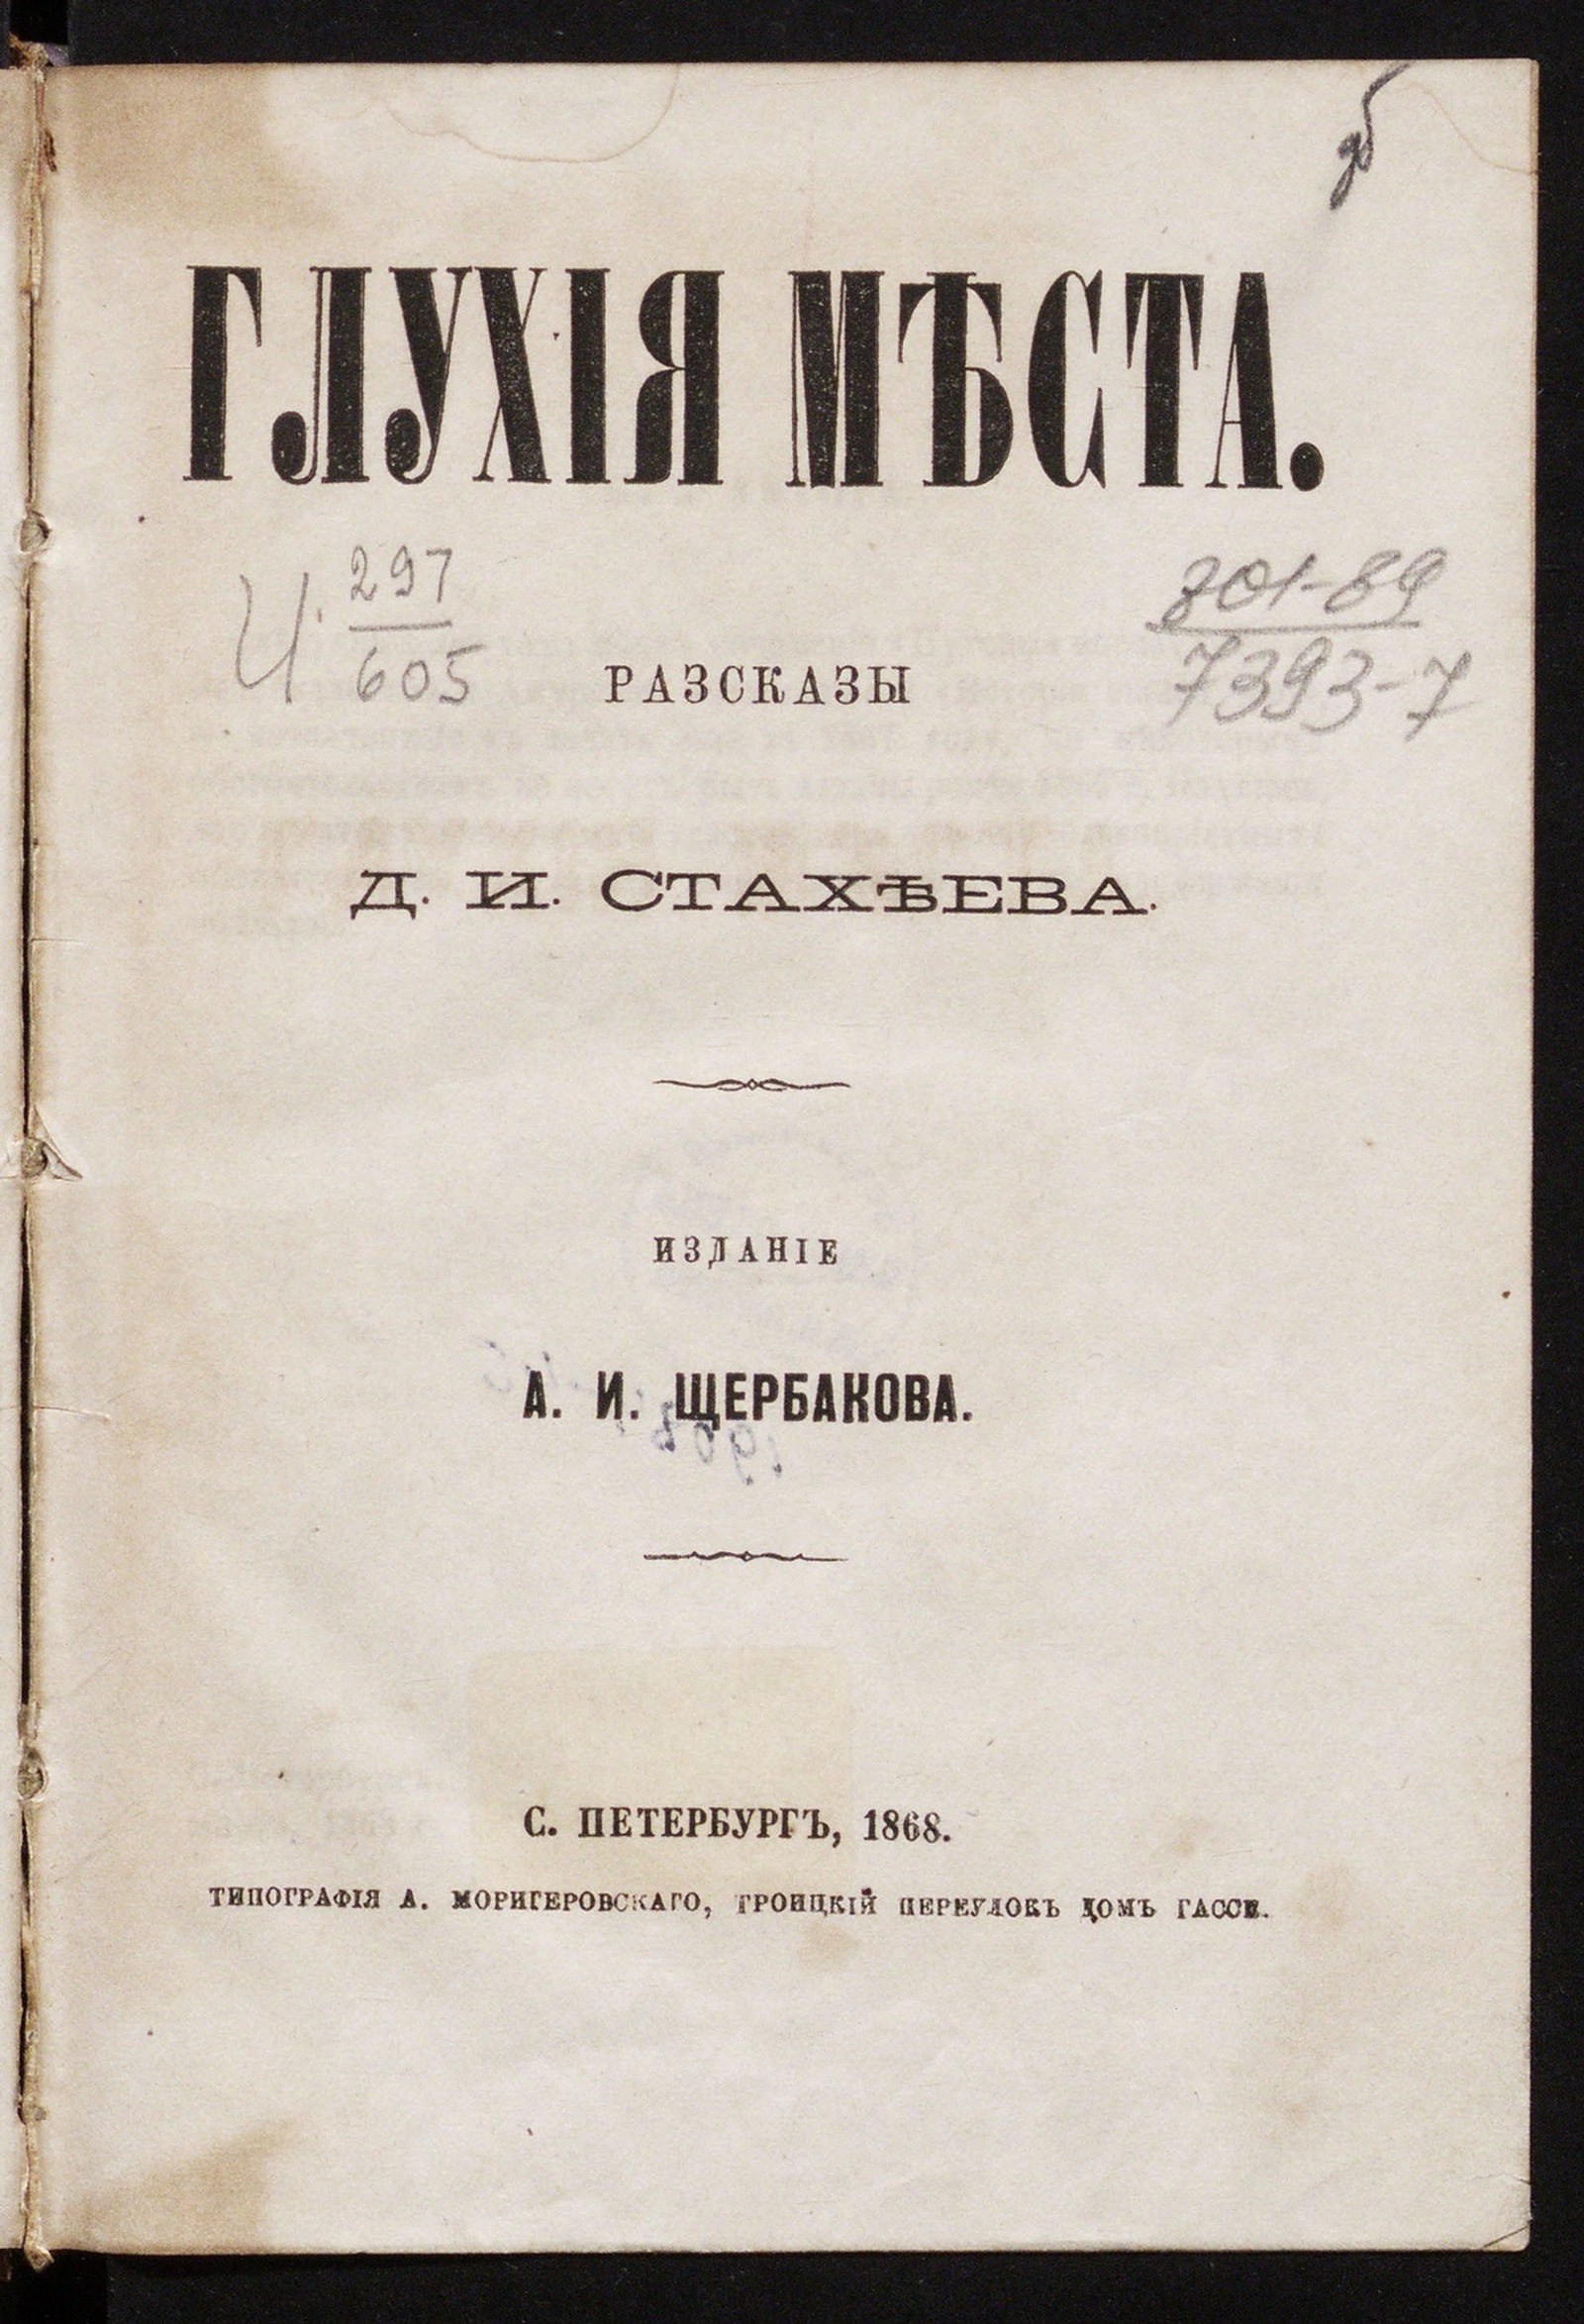 дб
ГЛУХІЯ МѢСТА.
И. 297
605
801-89
7393-7
РАЗСКАЗЫ
Д. И. СТАХѢЕВА.
ИЗДАНІЕ
А. И. ЩЕРБАКОВА.
С. ПЕТЕРБУРГЪ, 1868.
ТИПОГРАФІЯ А. МОРИГЕРОВСКАГО, ТРОИЦКІЙ ПЕРЕУЛОКЪ ДОМЪ ГАССЕ.